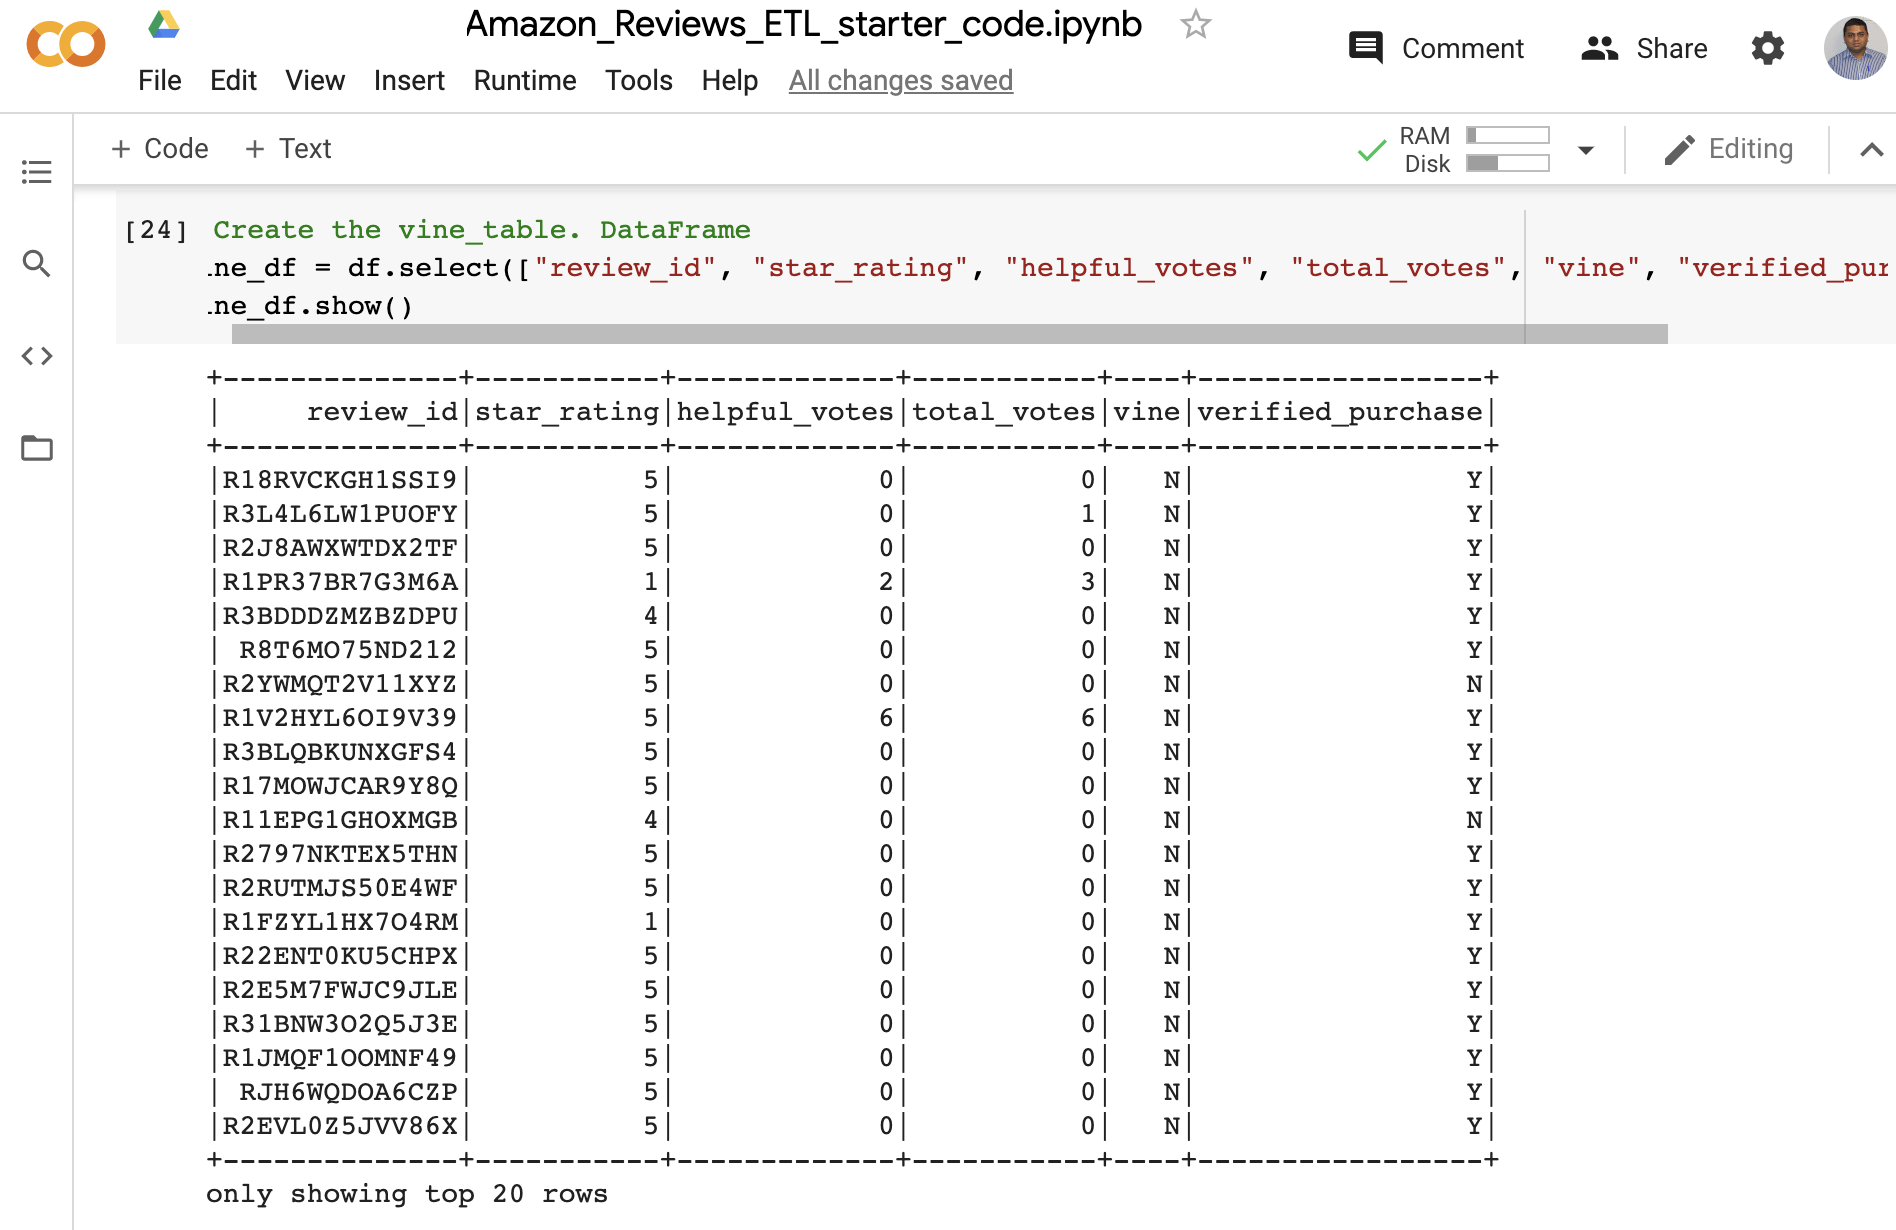 Amazon_Reviews_ETL_starter_code.ipynb
File Edit View Insert Runtime Tools Help All changes saved
Comment Share
+ Code + Text
RAM
Disk
Editing
[24] Create the vine_table. DataFrame
ne_df = df.select(["review_id", "star_rating", "helpful_votes", "total_votes", "vine", "verified_pur
ne_df.show()
+--------------+-----------+-------------+-----------+----+-----------------+
|     review_id|star_rating|helpful_votes|total_votes|vine|verified_purchase|
+--------------+-----------+-------------+-----------+----+-----------------+
|R18RVCKGH1SSI9|          5|            0|          0|   N|                Y|
|R3L4L6LW1PUOFY|          5|            0|          1|   N|                Y|
|R2J8AWXWTDX2TF|          5|            0|          0|   N|                Y|
|R1PR37BR7G3M6A|          1|            2|          3|   N|                Y|
|R3BDDDZMZBZDPU|          4|            0|          0|   N|                Y|
| R8T6MO75ND212|          5|            0|          0|   N|                Y|
|R2YWMQT2V11XYZ|          5|            0|          0|   N|                N|
|R1V2HYL6OI9V39|          5|            6|          6|   N|                Y|
|R3BLQBKUNXGFS4|          5|            0|          0|   N|                Y|
|R17MOWJCAR9Y8Q|          5|            0|          0|   N|                Y|
|R11EPG1GHOXMGB|          4|            0|          0|   N|                N|
|R2797NKTEX5THN|          5|            0|          0|   N|                Y|
|R2RUTMJS50E4WF|          5|            0|          0|   N|                Y|
|R1FZYL1HX7O4RM|          1|            0|          0|   N|                Y|
|R22ENT0KU5CHPX|          5|            0|          0|   N|                Y|
|R2E5M7FWJC9JLE|          5|            0|          0|   N|                Y|
|R31BNW3O2Q5J3E|          5|            0|          0|   N|                Y|
|R1JMQF1OOMNF49|          5|            0|          0|   N|                Y|
| RJH6WQDOA6CZP|          5|            0|          0|   N|                Y|
|R2EVL0Z5JVV86X|          5|            0|          0|   N|                Y|
+--------------+-----------+-------------+-----------+----+-----------------+
only showing top 20 rows